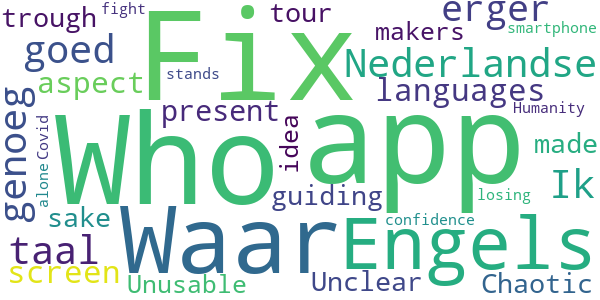 trough fight tour erger
makers smartphone
goed Fix Nederlandse
aspect stands languages
genoeg Covid present idea app Humanity
Who made
alone guiding losing Ik
sake Waar confidence
taal Engels
screen Unusable Unclear Chaotic